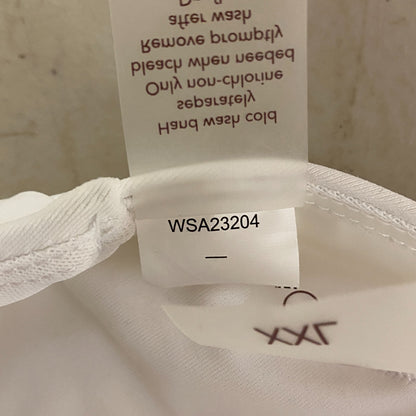 Hand wash cold
separately
Only non-chlorine
bleach when needed
Remove promptly
after wash
WSA23204
XXL